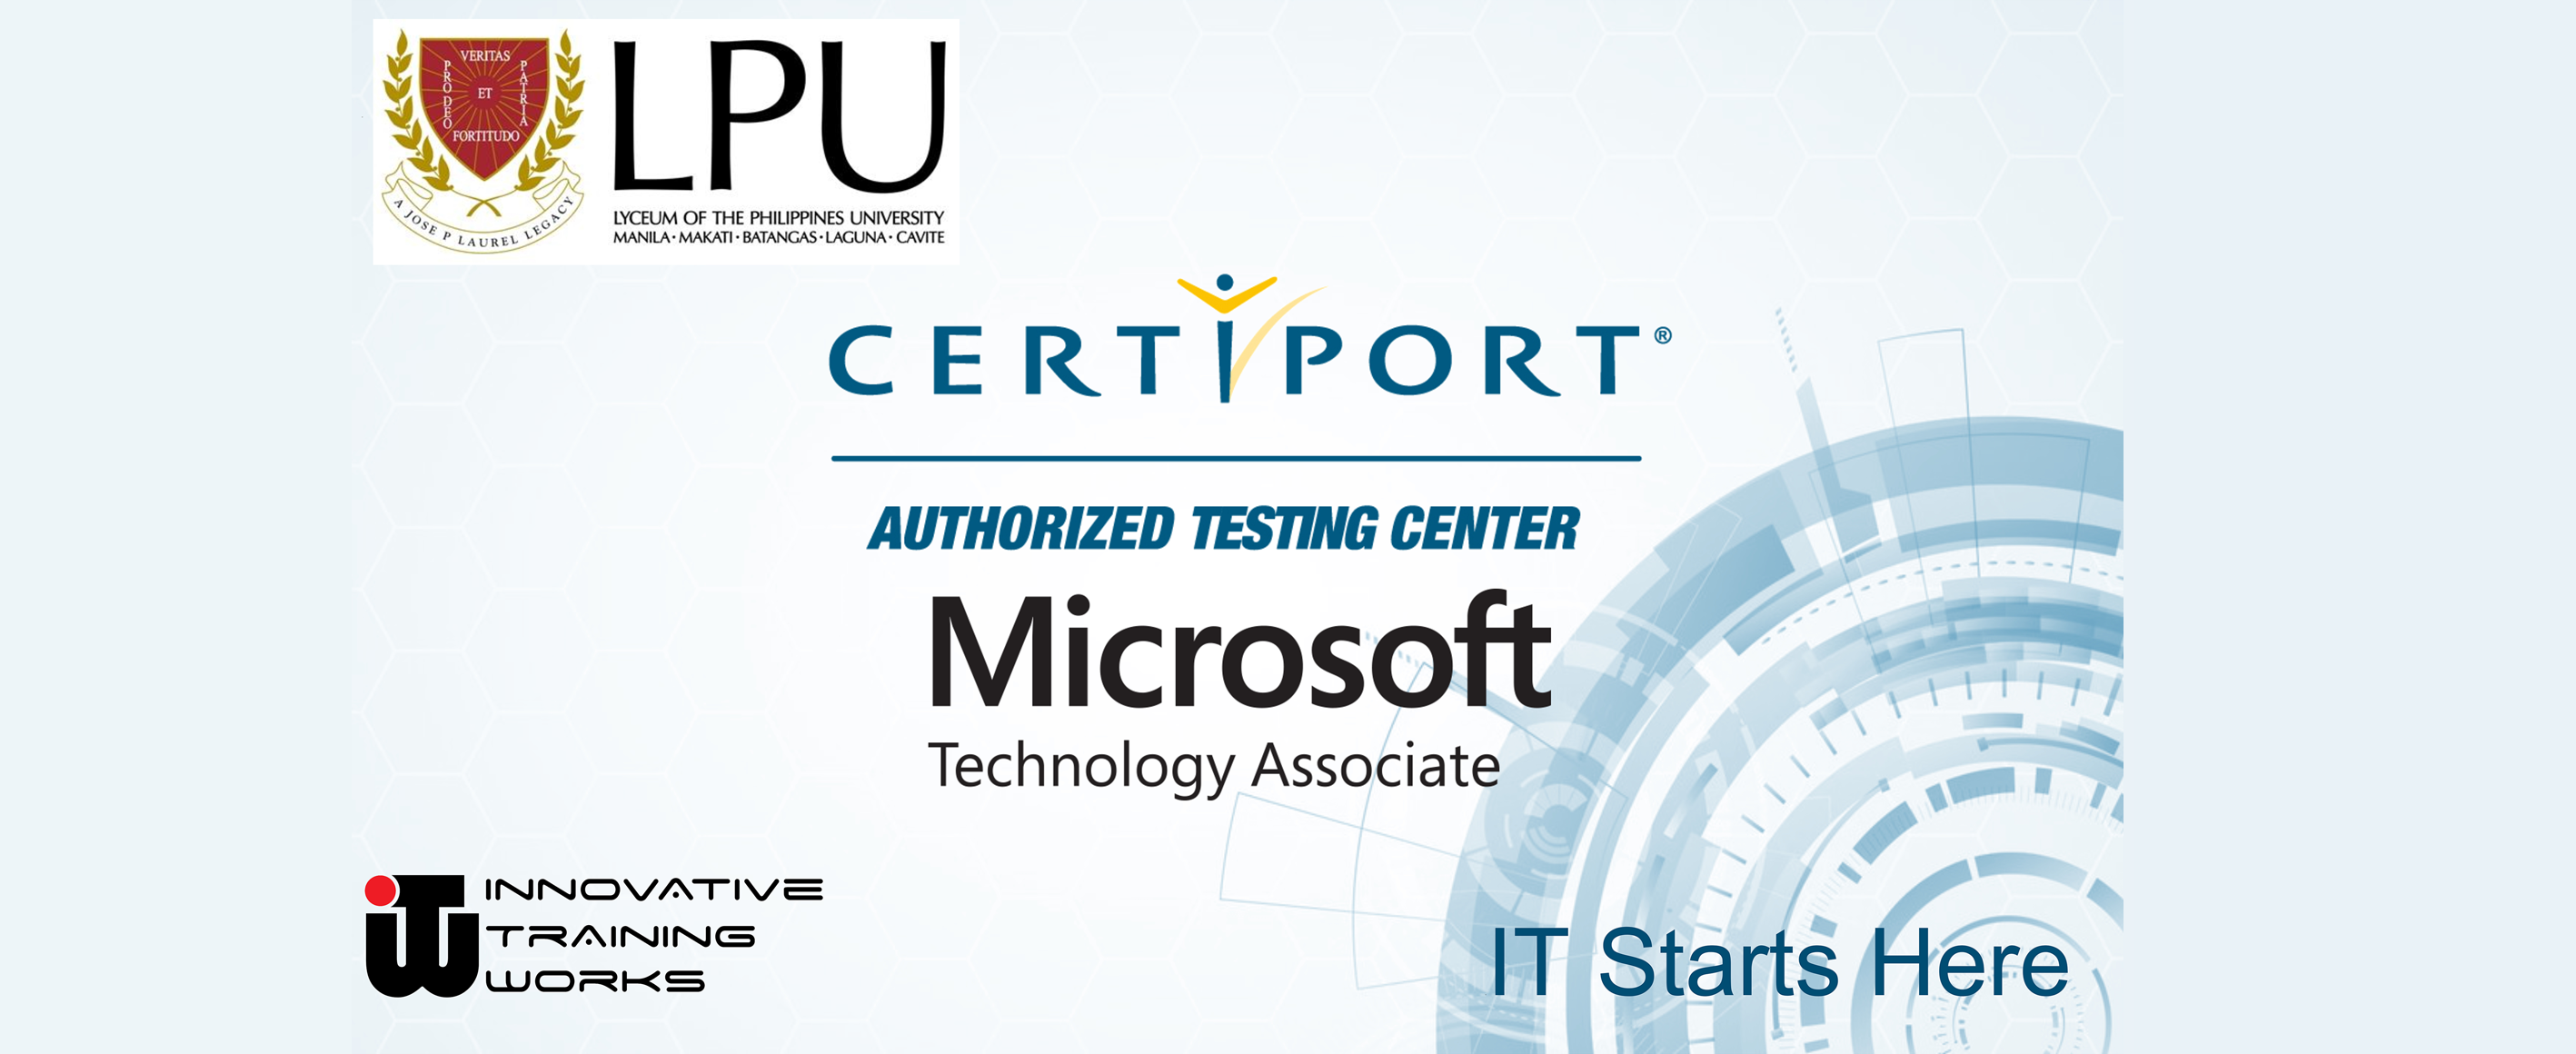 VERITAS
PRO DEO
ET
PATRIA
FORTITUDO
A JOSE P LAUREL LEGACY
LPU
LYCEUM OF THE PHILIPPINES UNIVERSITY
MANILA · MAKATI · BATANGAS · LAGUNA · CAVITE
CERTIPORT®
AUTHORIZED TESTING CENTER
Microsoft
Technology Associate
iTW
INNOVATIVE
TRAINING
WORKS
IT Starts Here